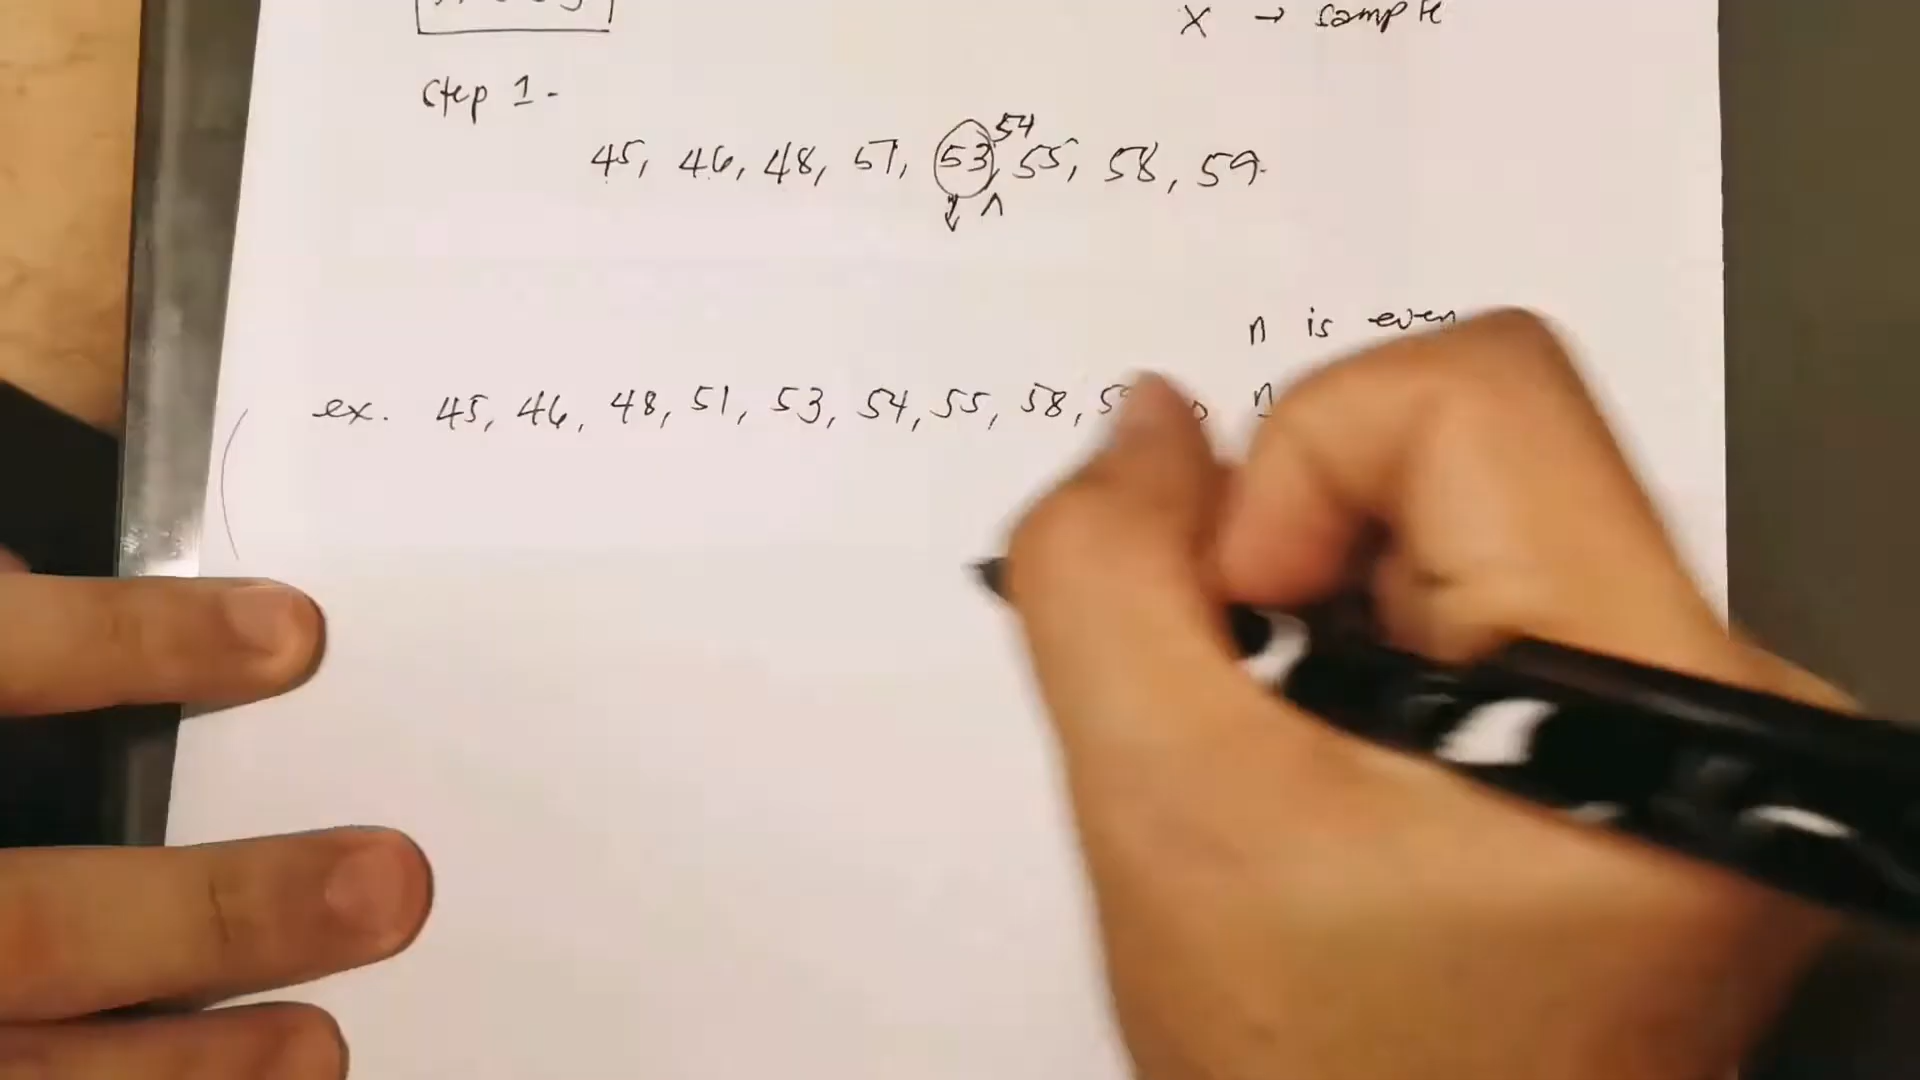 x → sample
Step 1-
45, 46, 48, 51, 53, 54 55, 58, 59.
n is even
ex. 45, 46, 48, 51, 53, 54, 55, 58, n